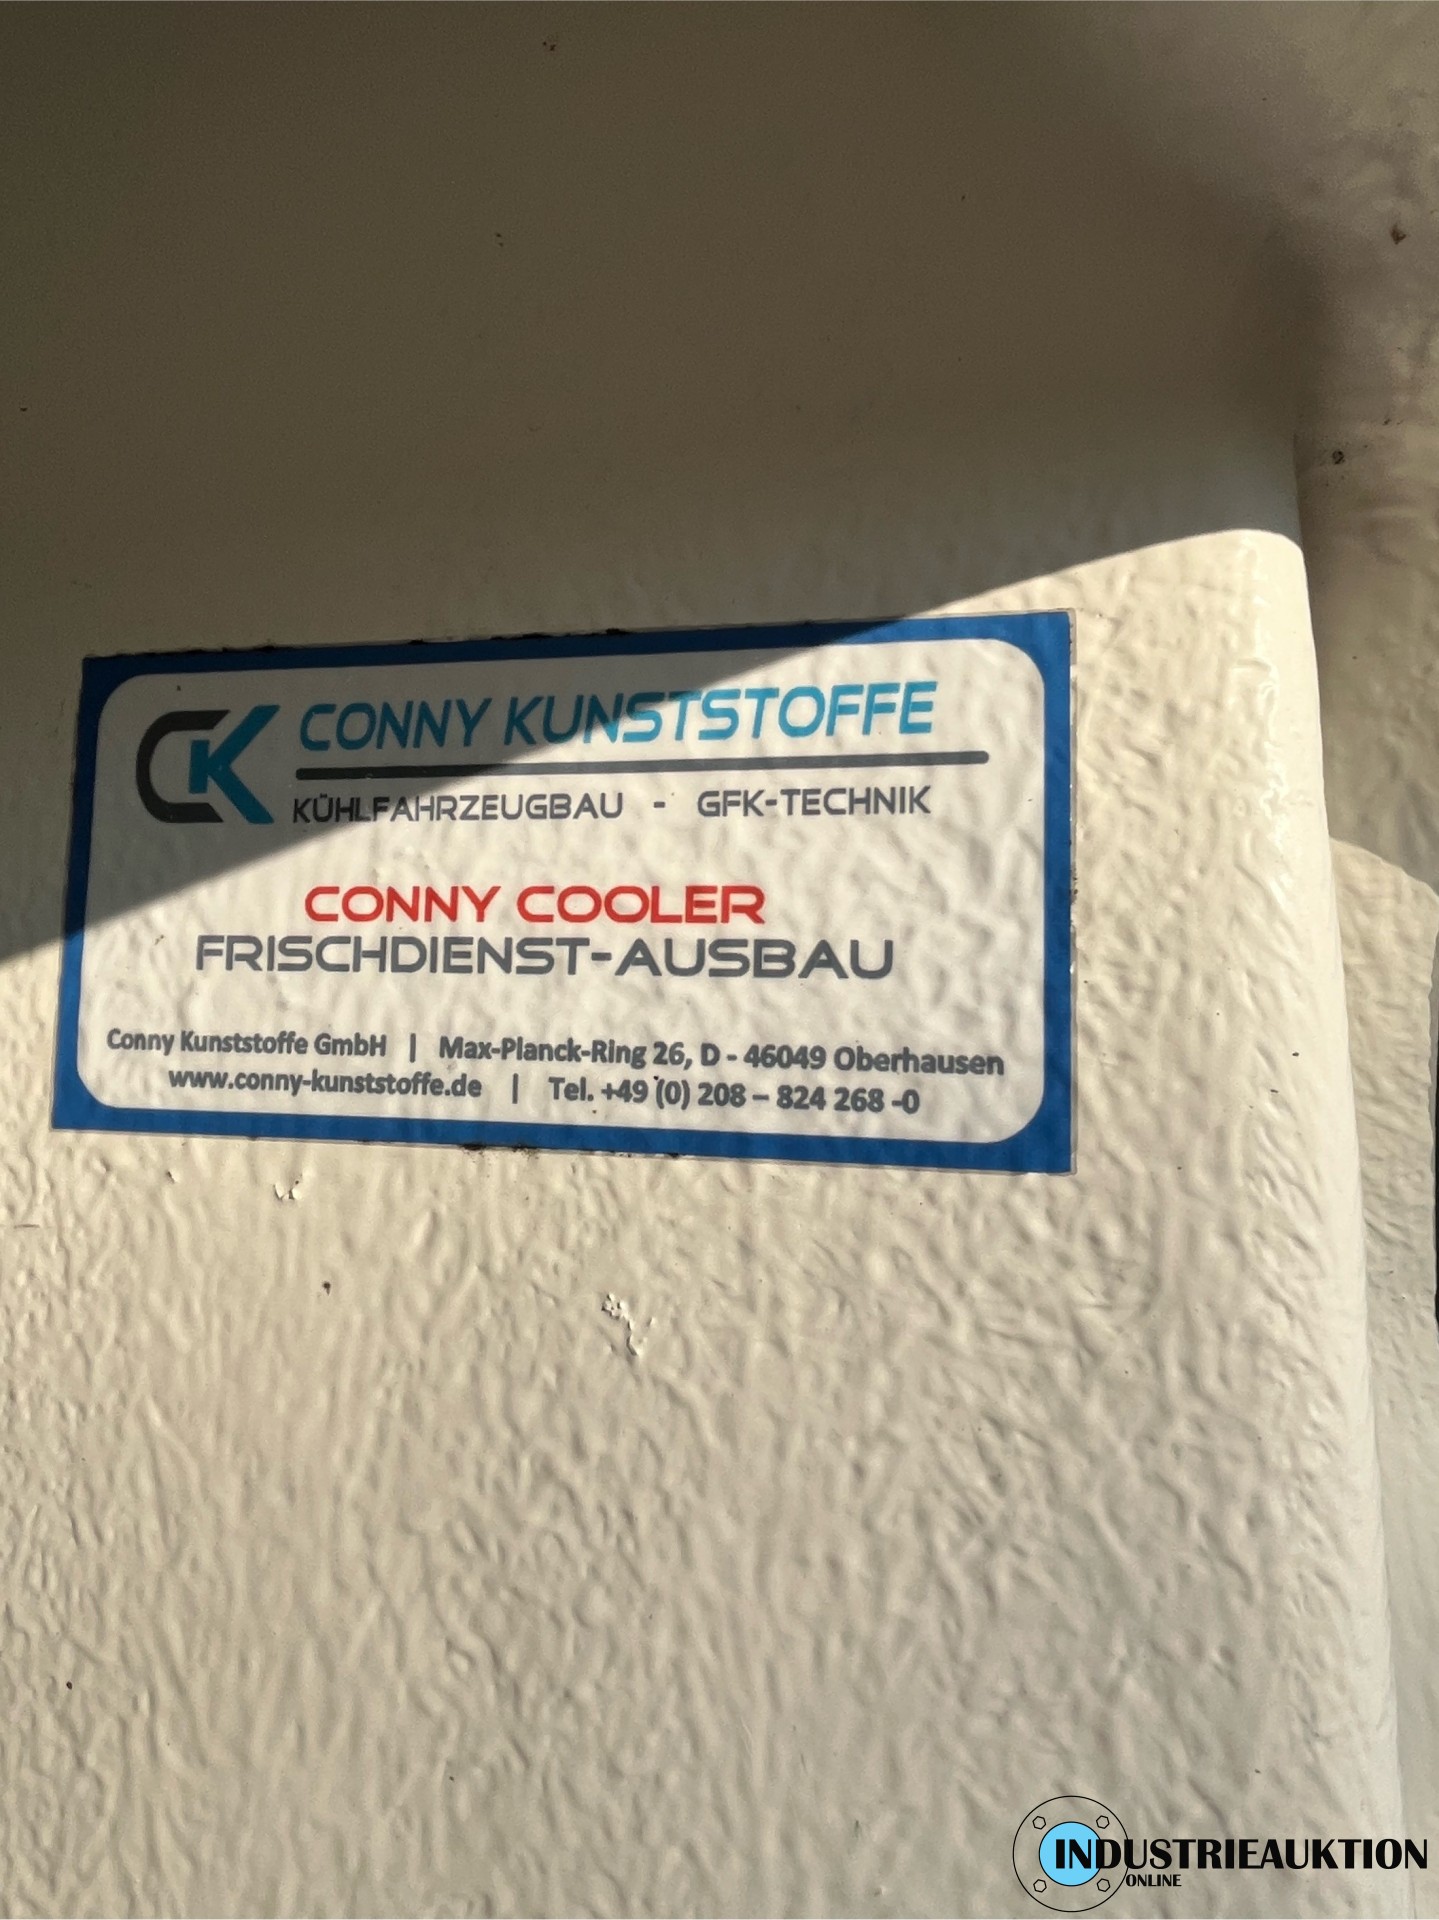 CK CONNY KUNSTSTOFFE
KÜHLFAHRZEUGBAU - GFK-TECHNIK
CONNY COOLER
FRISCHDIENST-AUSBAU
Conny Kunststoffe GmbH | Max-Planck-Ring 26, D - 46049 Oberhausen
www.conny-kunststoffe.de | Tel. +49 (0) 208 – 824 268 -0
INDUSTRIEAUKTION
ONLINE